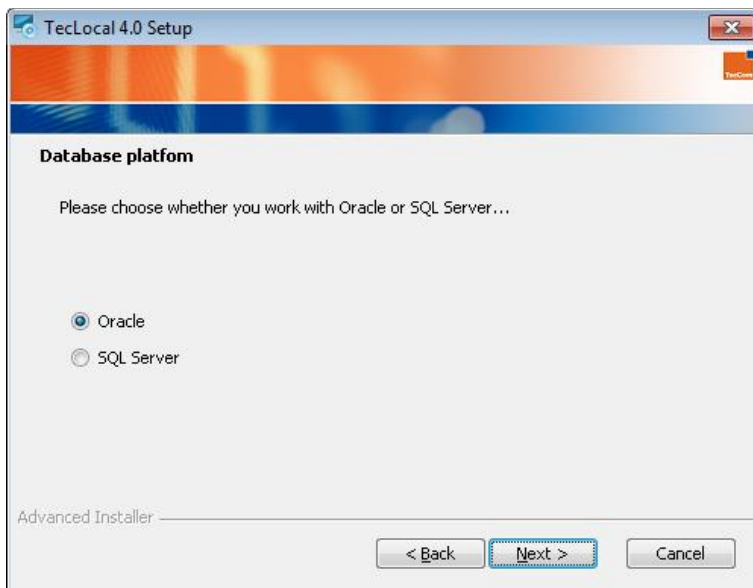 TecLocal 4.0 Setup
TecCom
Database platfom
Please choose whether you work with Oracle or SQL Server...
Oracle
SQL Server
Advanced Installer
< Back
Next >
Cancel